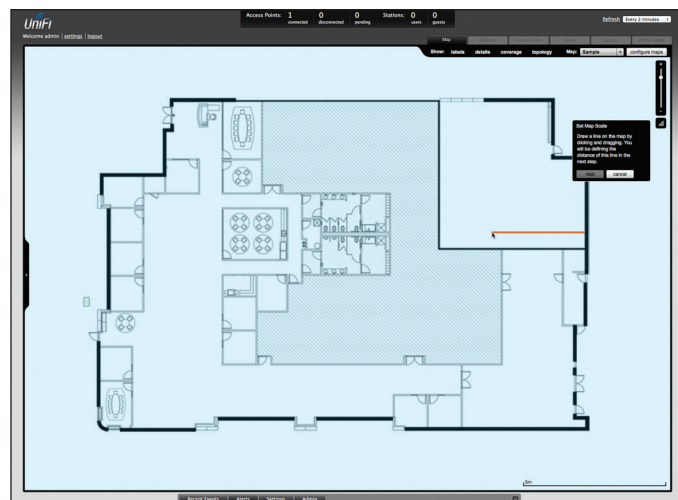 UniFi
Access Points: 1 connected 0 disconnected 0 pending Stations: 0 users 0 guests
Refresh Every 2 minutes
Welcome admin | settings | logout
Map
Show: labels details coverage topology Map: Sample configure maps
Set Map Scale
Draw a line on the map by
clicking and dragging. You
will be defining the
distance of this line in the
next step.
next cancel
5m
Recent Events Alerts Settings Admin